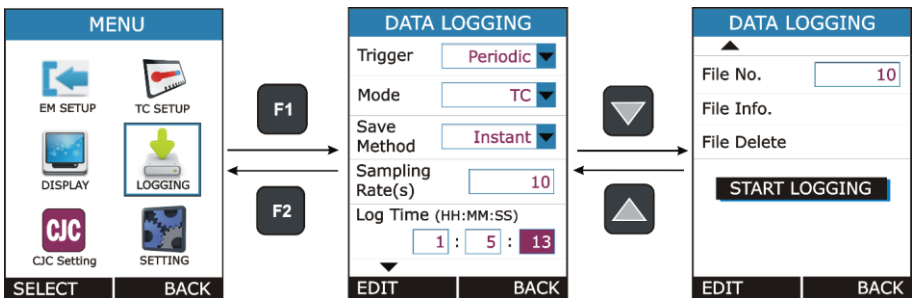 MENU
EM SETUP
TC SETUP
DISPLAY
LOGGING
CJC
CJC Setting
SETTING
SELECT
BACK
F1
F2
DATA LOGGING
Trigger
Periodic
Mode
TC
Save
Method
Instant
Sampling
Rate(s)
10
Log Time (HH:MM:SS)
1 : 5 : 13
EDIT
BACK
DATA LOGGING
File No.
10
File Info.
File Delete
START LOGGING
EDIT
BACK